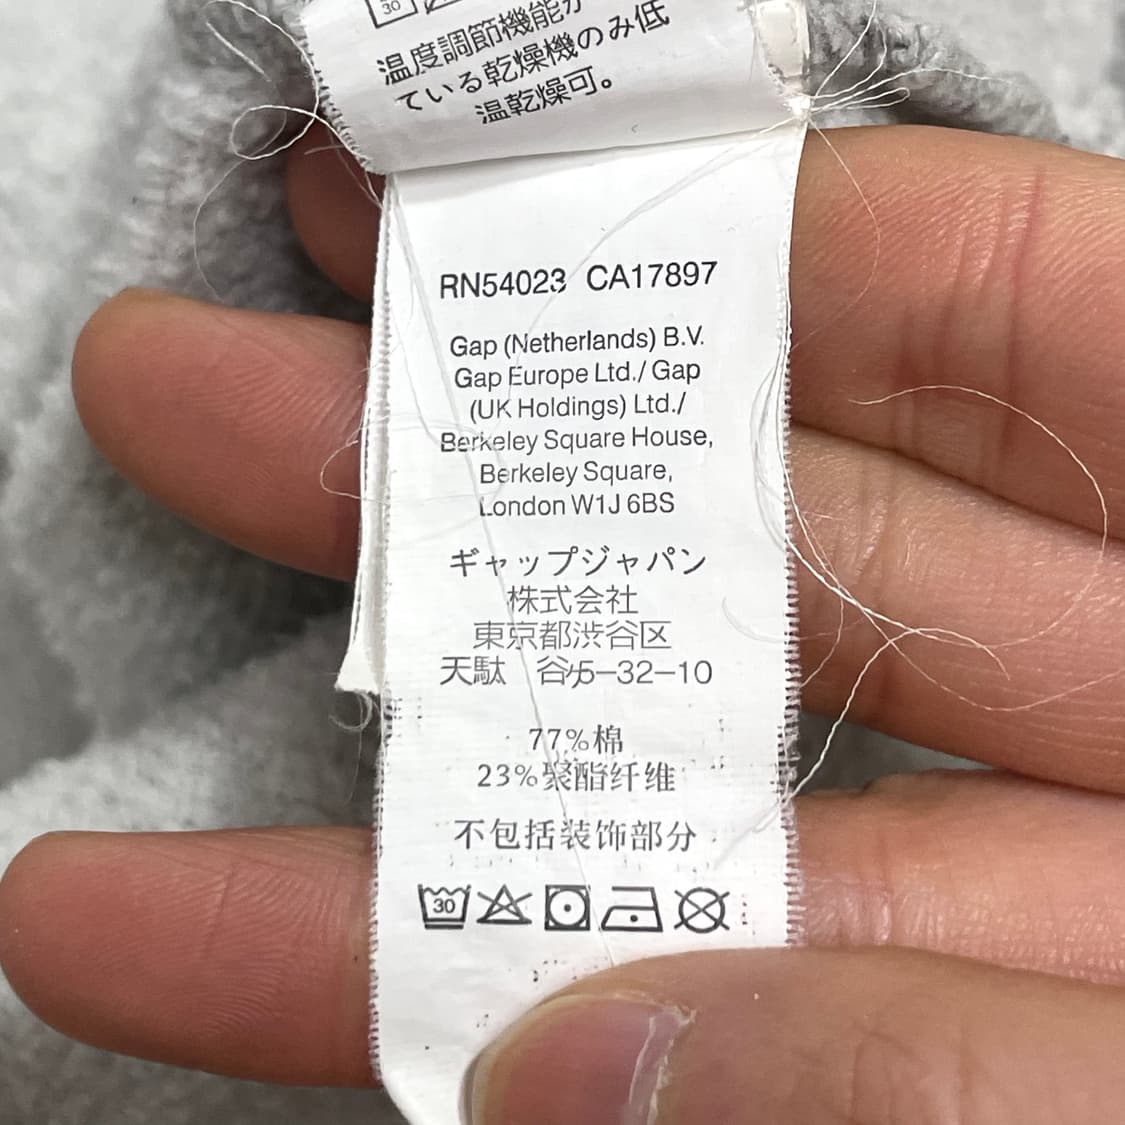 30
温度調節機能が
ている乾燥機のみ低
温乾燥可。
RN54023 CA17897
Gap (Netherlands) B.V.
Gap Europe Ltd./ Gap
(UK Holdings) Ltd./
Berkeley Square House,
Berkeley Square,
London W1J 6BS
ギャップジャパン
株式会社
東京都渋谷区
天駄 谷ヶ5-32-10
77%棉
23%聚酯纤维
不包括装饰部分
30